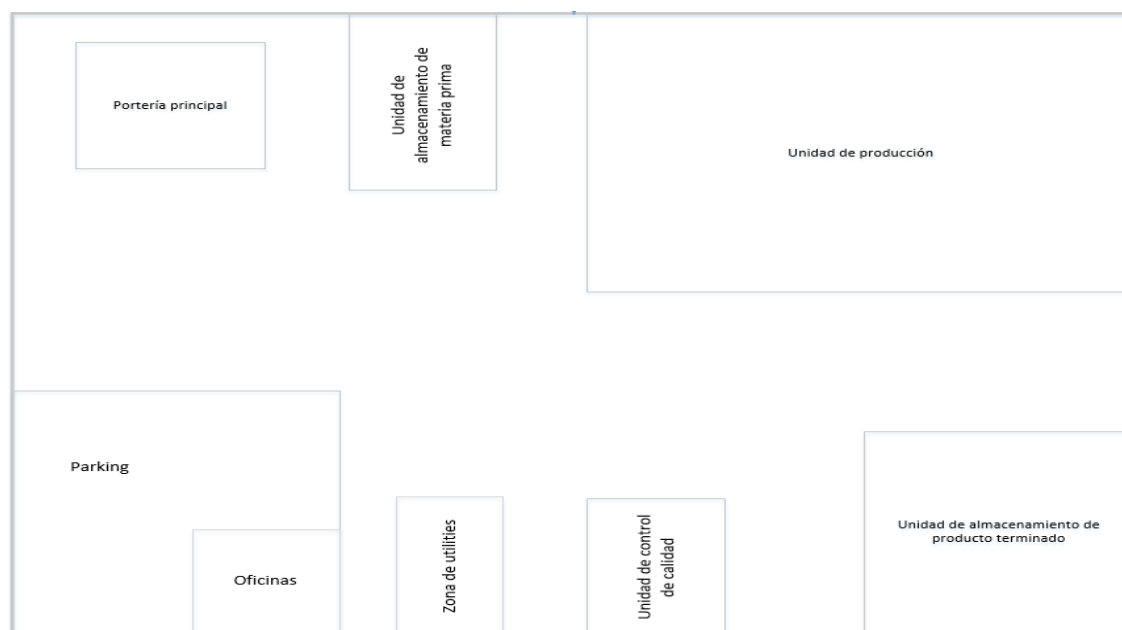 Portería principal
Unidad de
almacenamiento de
materia prima
Unidad de producción
Parking
Oficinas
Zona de utilities
Unidad de control
de calidad
Unidad de almacenamiento de
producto terminado